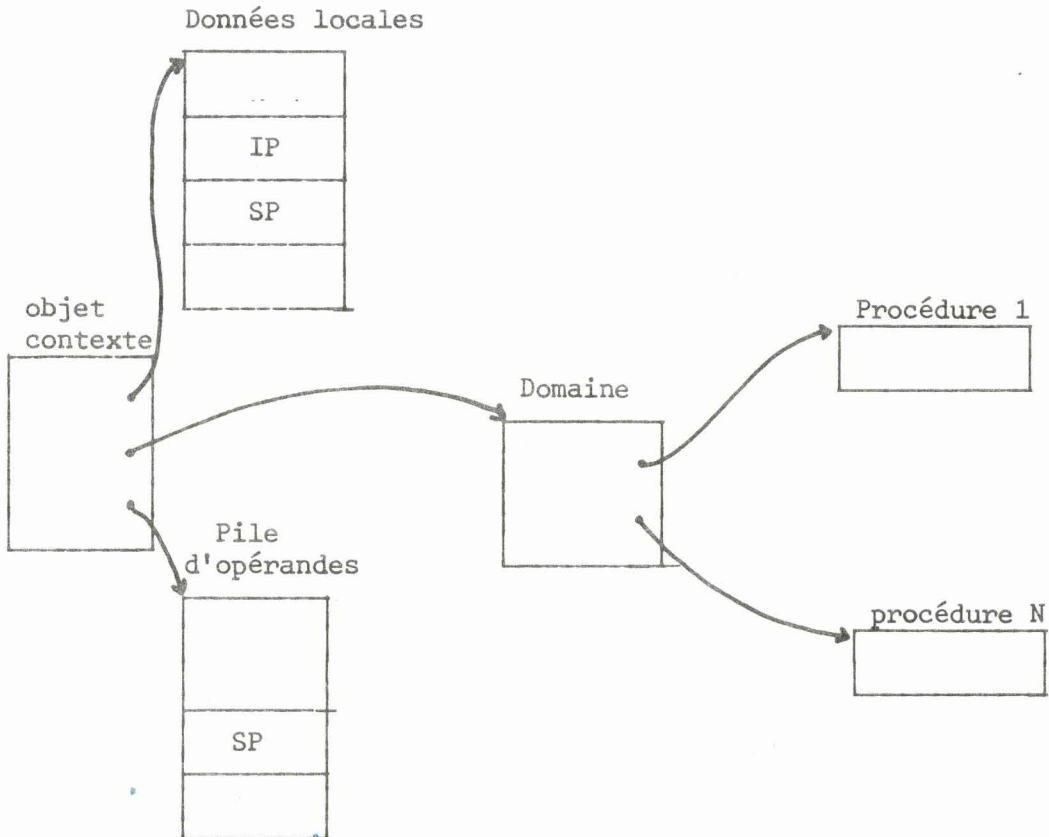 Données locales
IP
SP
objet
contexte
Procédure 1
Domaine
Pile
d'opérandes
procédure N
SP